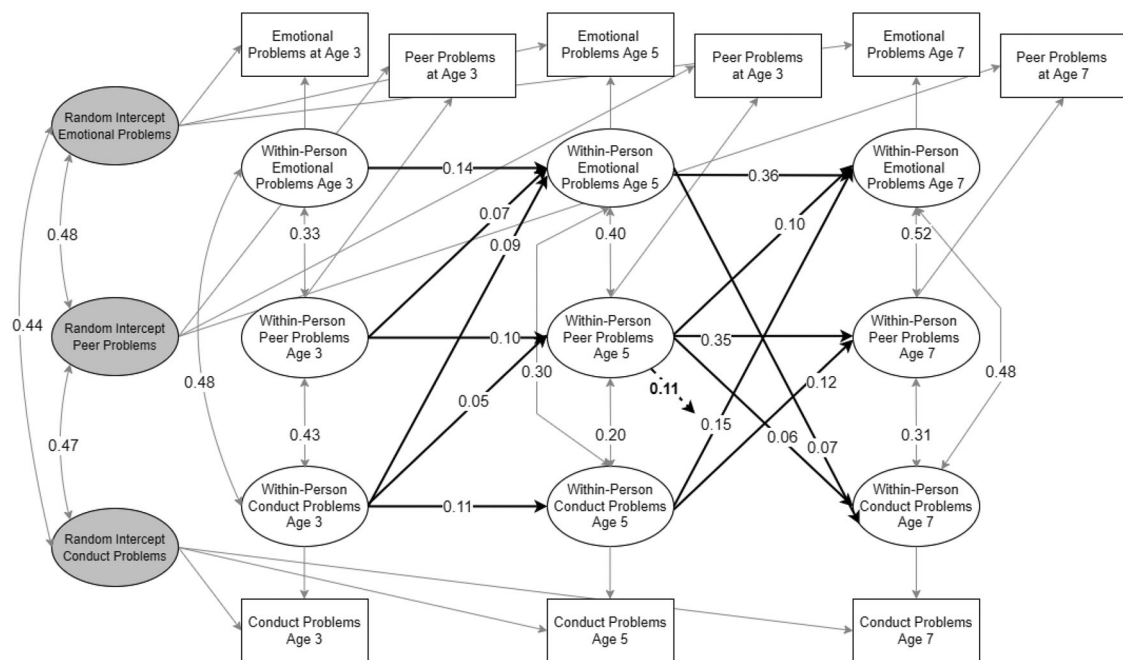 Emotional
Problems at Age 3
Peer Problems
at Age 3
Emotional
Problems Age 5
Peer Problems
at Age 3
Emotional
Problems Age 7
Peer Problems
at Age 7
Random Intercept
Emotional Problems
Within-Person
Emotional
Problems Age 3
0.14
Within-Person
Emotional
Problems Age 5
0.36
Within-Person
Emotional
Problems Age 7
0.48
0.33
0.07
0.09
0.40
0.10
0.52
0.44
Random Intercept
Peer Problems
Within-Person
Peer Problems
Age 3
0.10
Within-Person
Peer Problems
Age 5
0.35
Within-Person
Peer Problems
Age 7
0.48
0.30
0.11
0.12
0.48
0.47
0.43
0.05
0.20
0.15
0.06
0.07
0.31
Random Intercept
Conduct Problems
Within-Person
Conduct Problems
Age 3
0.11
Within-Person
Conduct Problems
Age 5
Within-Person
Conduct Problems
Age 7
Conduct Problems
Age 3
Conduct Problems
Age 5
Conduct Problems
Age 7